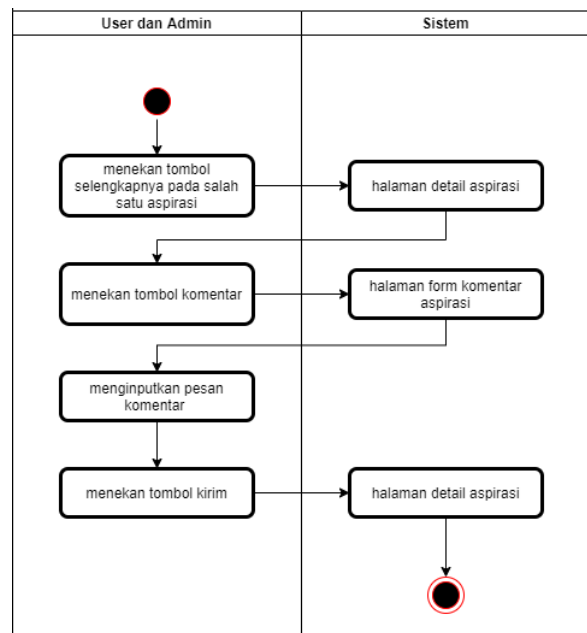 User dan Admin
Sistem
menekan tombol
selengkapnya pada salah
satu aspirasi
halaman detail aspirasi
menekan tombol komentar
halaman form komentar
aspirasi
menginputkan pesan
komentar
menekan tombol kirim
halaman detail aspirasi